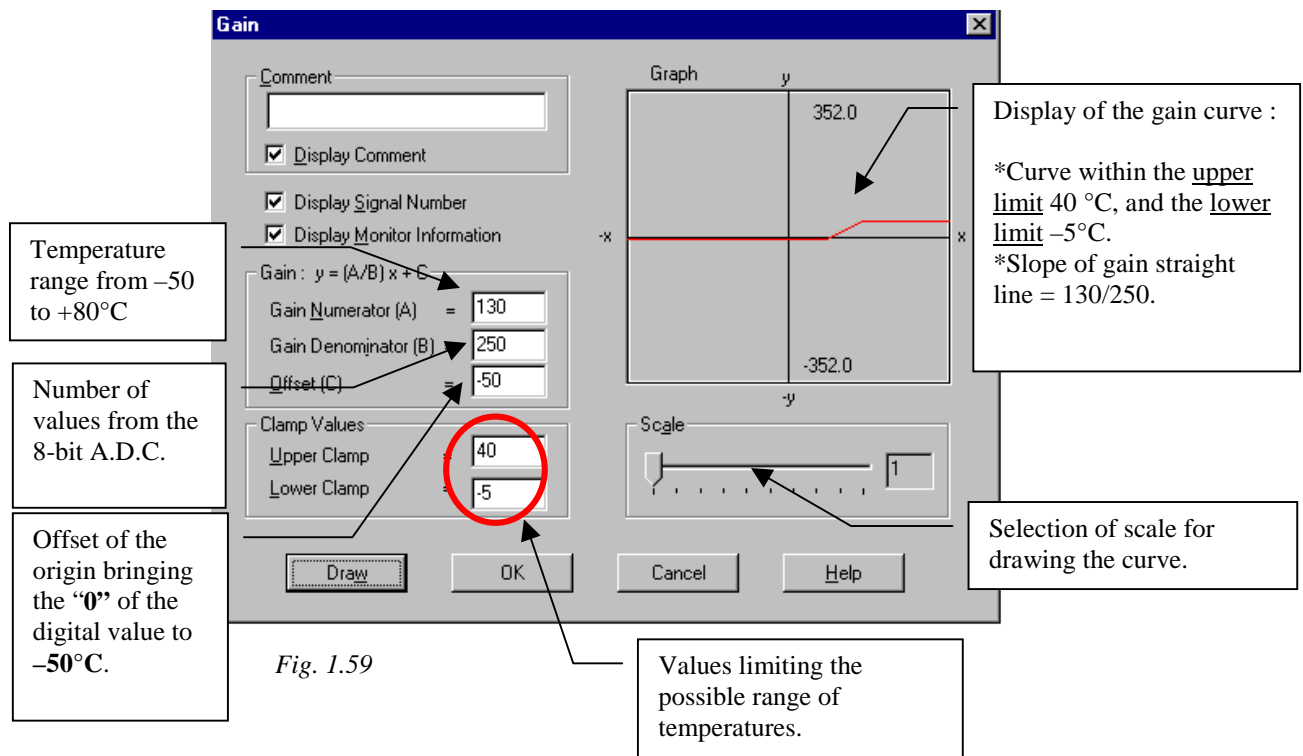 Gain
Comment
Display Comment
Display Signal Number
Display Monitor Information
Gain : y = (A/B) x + C
Gain Numerator (A) = 130
Gain Denominator (B) 250
Offset (C) = -50
Clamp Values
Upper Clamp = 40
Lower Clamp = -5
Graph
y
352.0
-x
x
-352.0
-y
Scale
1
Draw
OK
Cancel
Help
Temperature
range from –50
to +80°C
Number of
values from the
8-bit A.D.C.
Offset of the
origin bringing
the “0” of the
digital value to
–50°C.
Display of the gain curve :
*Curve within the upper
limit 40 °C, and the lower
limit –5°C.
*Slope of gain straight
line = 130/250.
Selection of scale for
drawing the curve.
Fig. 1.59
Values limiting the
possible range of
temperatures.